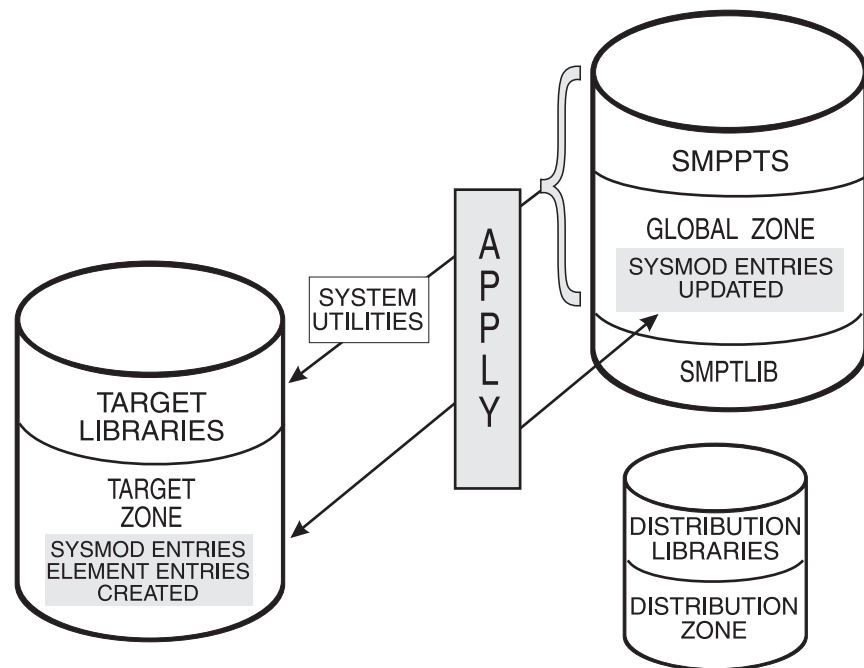 SMPPTS
GLOBAL ZONE
SYSMOD ENTRIES
UPDATED
SMPTLIB
A
P
P
L
Y
SYSTEM
UTILITIES
TARGET
LIBRARIES
TARGET
ZONE
SYSMOD ENTRIES
ELEMENT ENTRIES
CREATED
DISTRIBUTION
LIBRARIES
DISTRIBUTION
ZONE